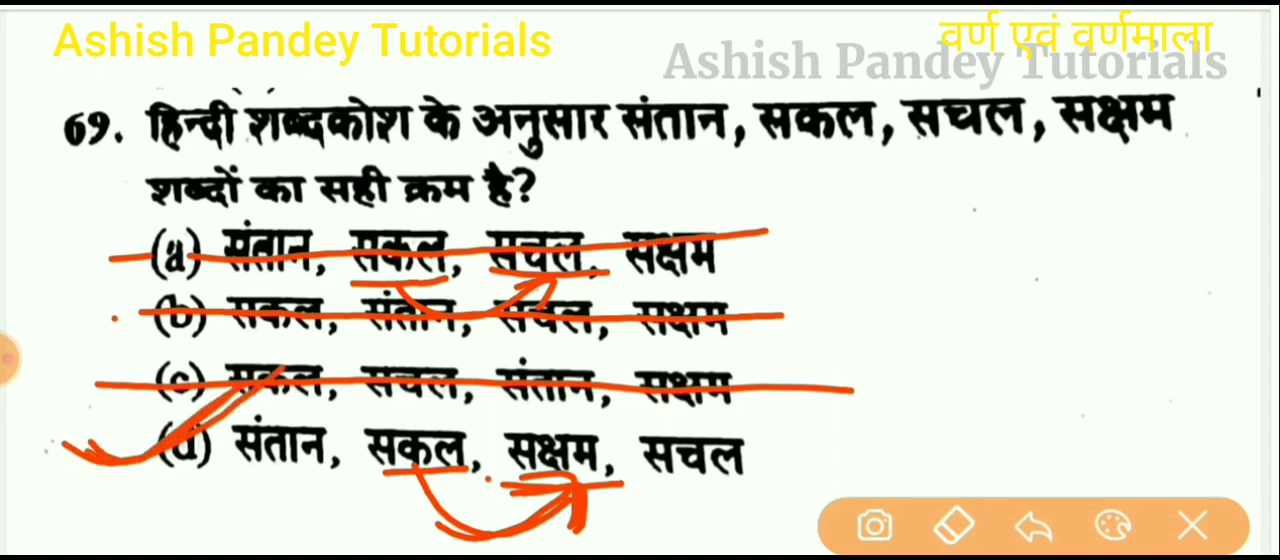 Ashish Pandey Tutorials
वर्ण एवं वर्णमाला
Ashish Pandey Tutorials
69. हिन्दी शब्दकोश के अनुसार संतान, सकल, सचल, सक्षम
शब्दों का सही क्रम है?
(a) संतान, सकल, सचल, सक्षम
(b) सकल, संतान, सचल, सक्षम
(c) सकल, सचल, संतान, सक्षम
(d) संतान, सकल, सक्षम, सचल